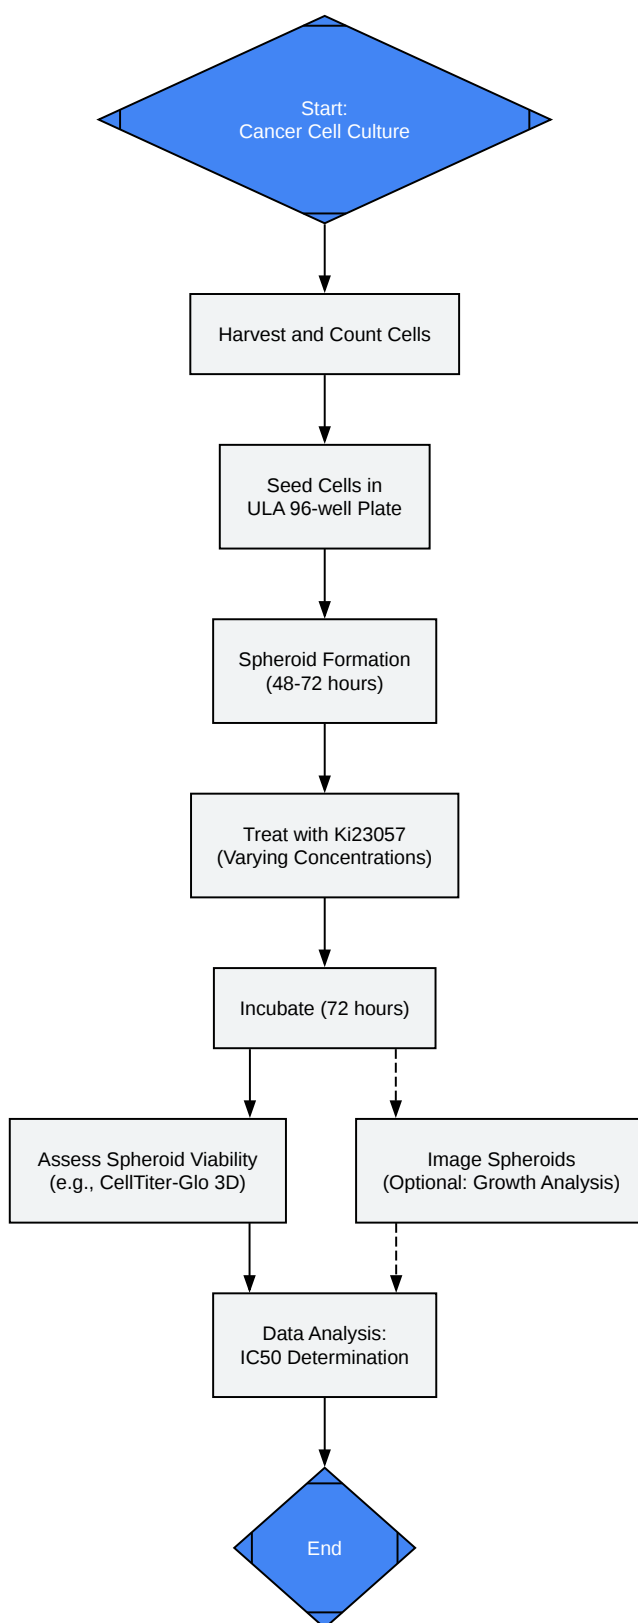 Start:
Cancer Cell Culture
Harvest and Count Cells
Seed Cells in
ULA 96-well Plate
Spheroid Formation
(48-72 hours)
Treat with Ki23057
(Varying Concentrations)
Incubate (72 hours)
Assess Spheroid Viability
(e.g., CellTiter-Glo 3D)
Image Spheroids
(Optional: Growth Analysis)
Data Analysis:
IC50 Determination
End